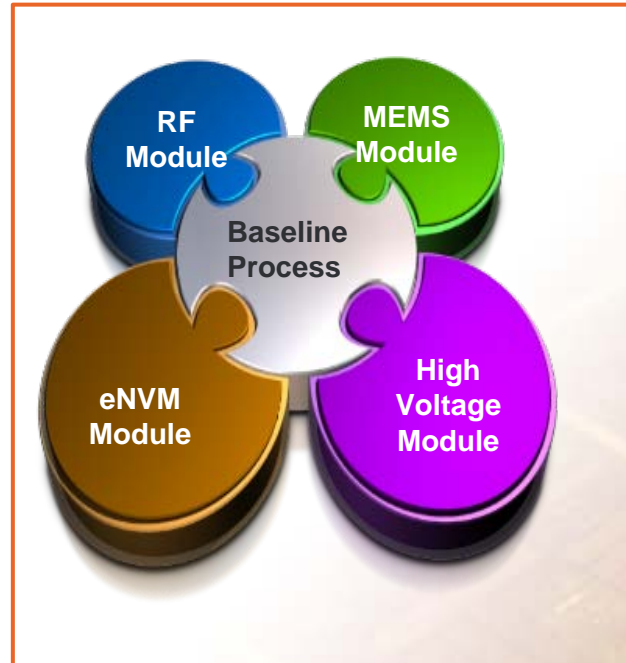 RF
Module
MEMS
Module
Baseline
Process
eNVM
Module
High
Voltage
Module